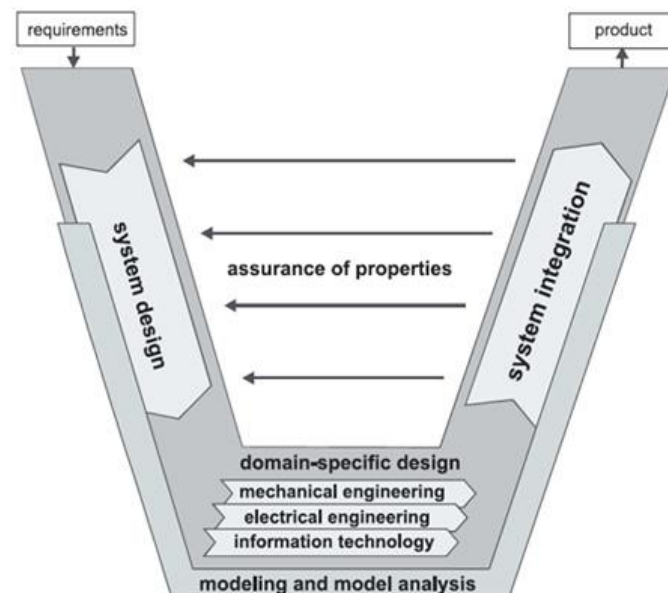 requirements
product
system design
system integration
assurance of properties
domain-specific design
mechanical engineering
electrical engineering
information technology
modeling and model analysis